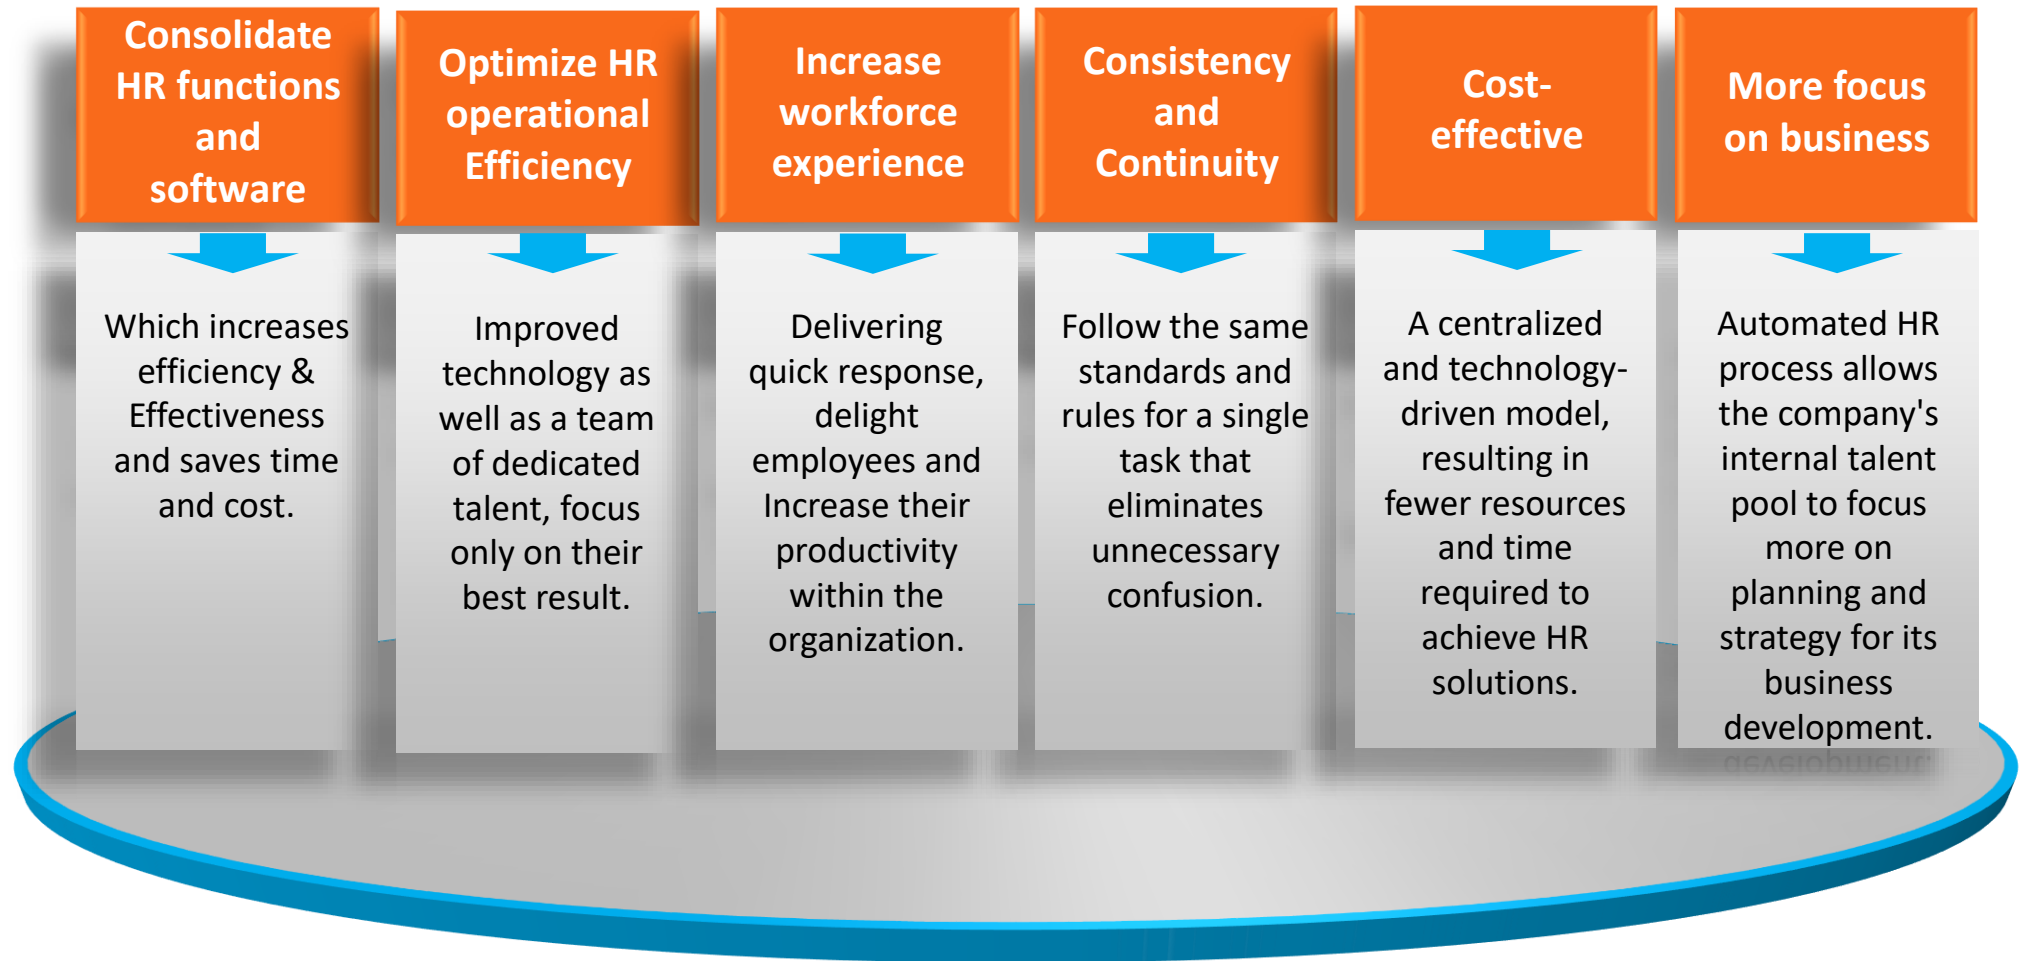 Consolidate
HR functions
and
software
Which increases
efficiency &
Effectiveness
and saves time
and cost.
Optimize HR
operational
Efficiency
Improved
technology as
well as a team
of dedicated
talent, focus
only on their
best result.
Increase
workforce
experience
Delivering
quick response,
delight
employees and
Increase their
productivity
within the
organization.
Consistency
and
Continuity
Follow the same
standards and
rules for a single
task that
eliminates
unnecessary
confusion.
Cost-
effective
A centralized
and technology-
driven model,
resulting in
fewer resources
and time
required to
achieve HR
solutions.
More focus
on business
Automated HR
process allows
the company's
internal talent
pool to focus
more on
planning and
strategy for its
business
development.